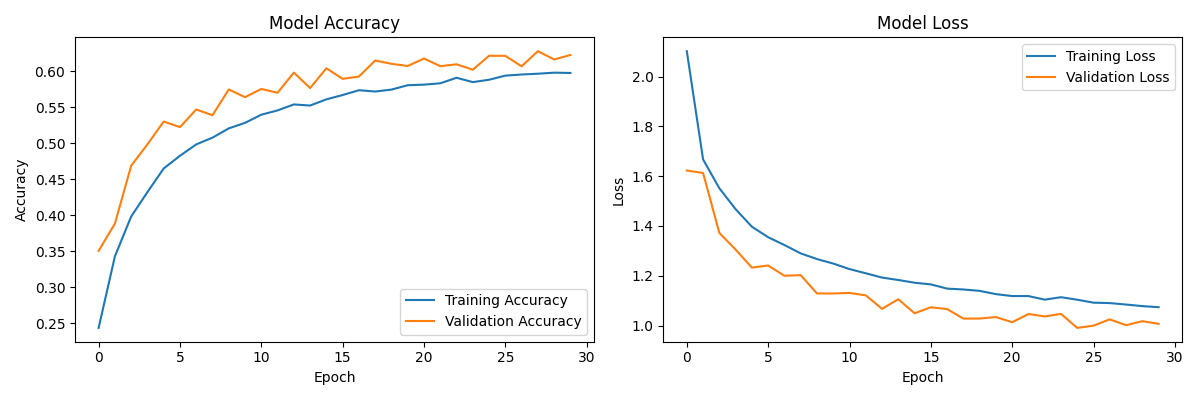 Model Accuracy
Accuracy
0.60
0.55
0.50
0.45
0.40
0.35
0.30
0.25
Training Accuracy
Validation Accuracy
0 5 10 15 20 25 30
Epoch
Model Loss
Loss
2.0
1.8
1.6
1.4
1.2
1.0
Training Loss
Validation Loss
0 5 10 15 20 25 30
Epoch